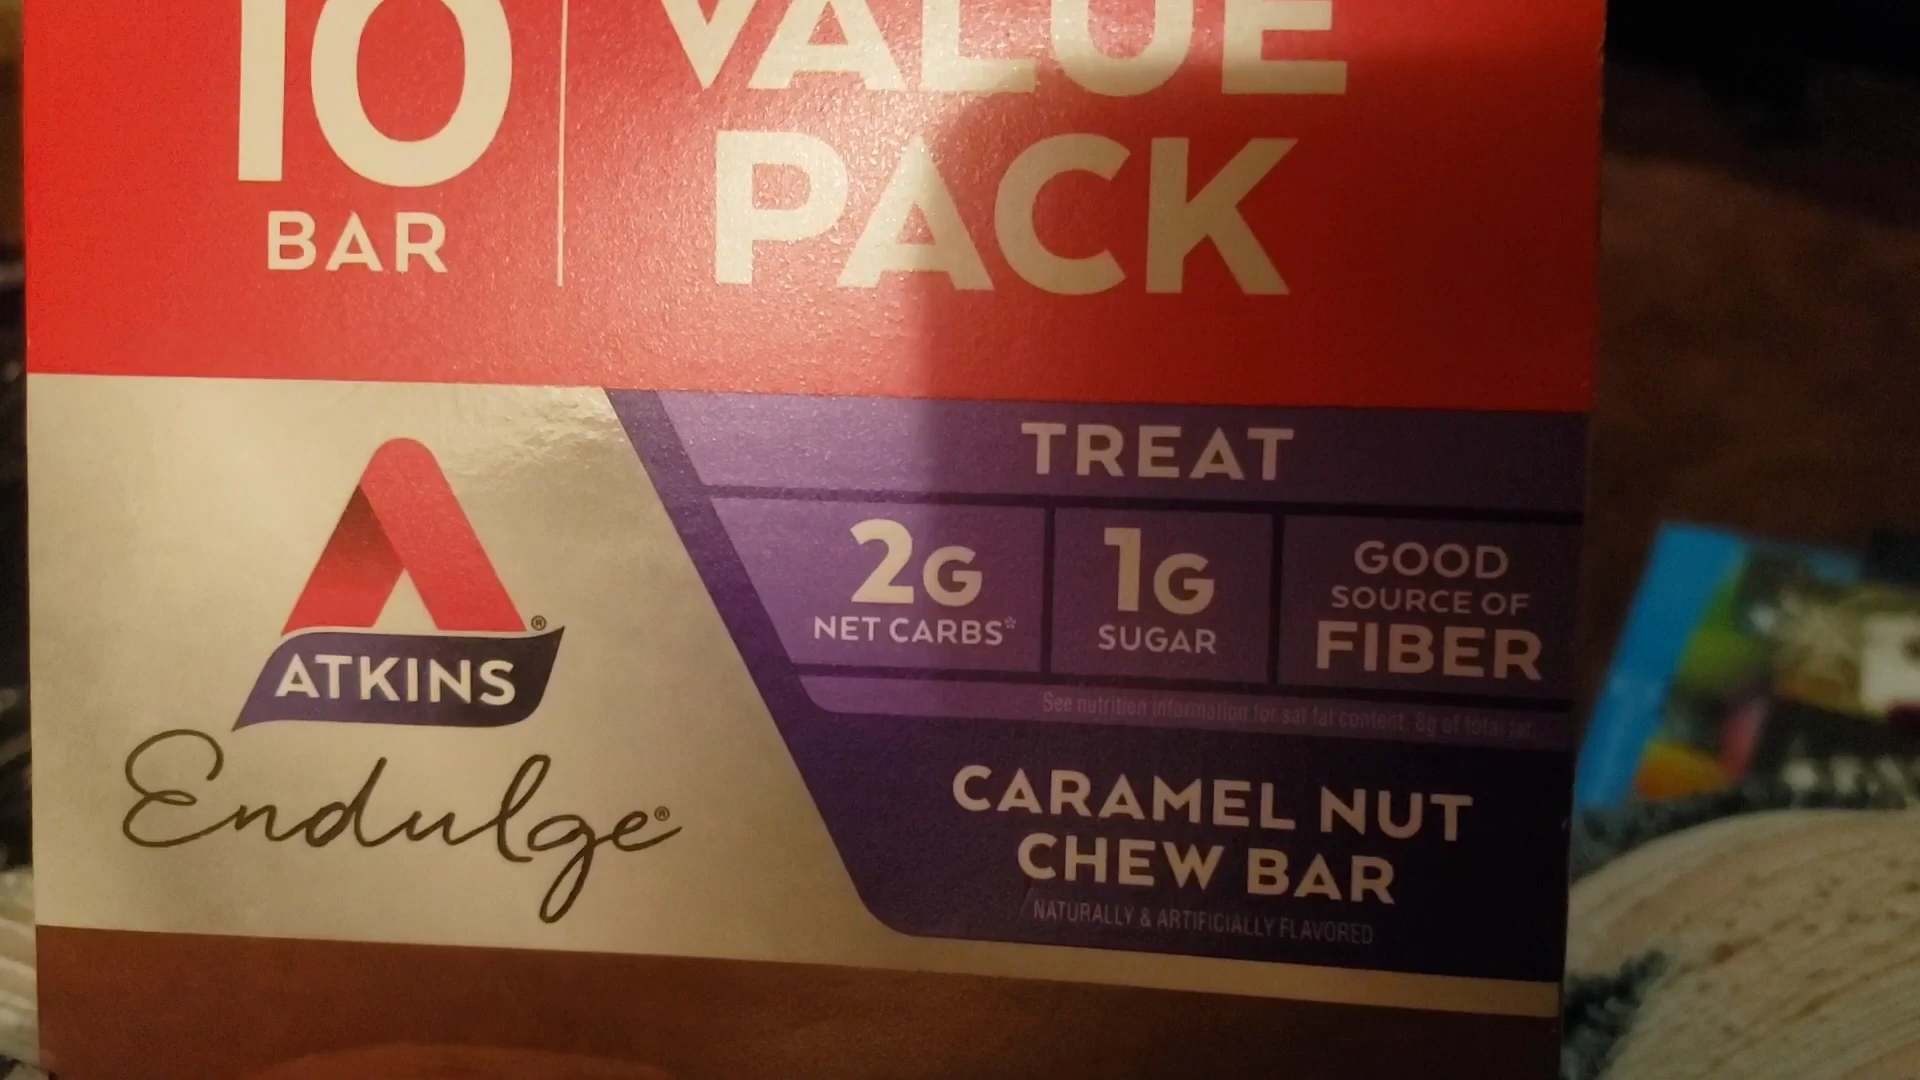 10
BAR
VALUE
PACK
ATKINS®
Endulge®
TREAT
2G
NET CARBS*
1G
SUGAR
GOOD
SOURCE OF
FIBER
See nutrition information for sat fat content. 8g of total fat.
CARAMEL NUT
CHEW BAR
NATURALLY & ARTIFICIALLY FLAVORED